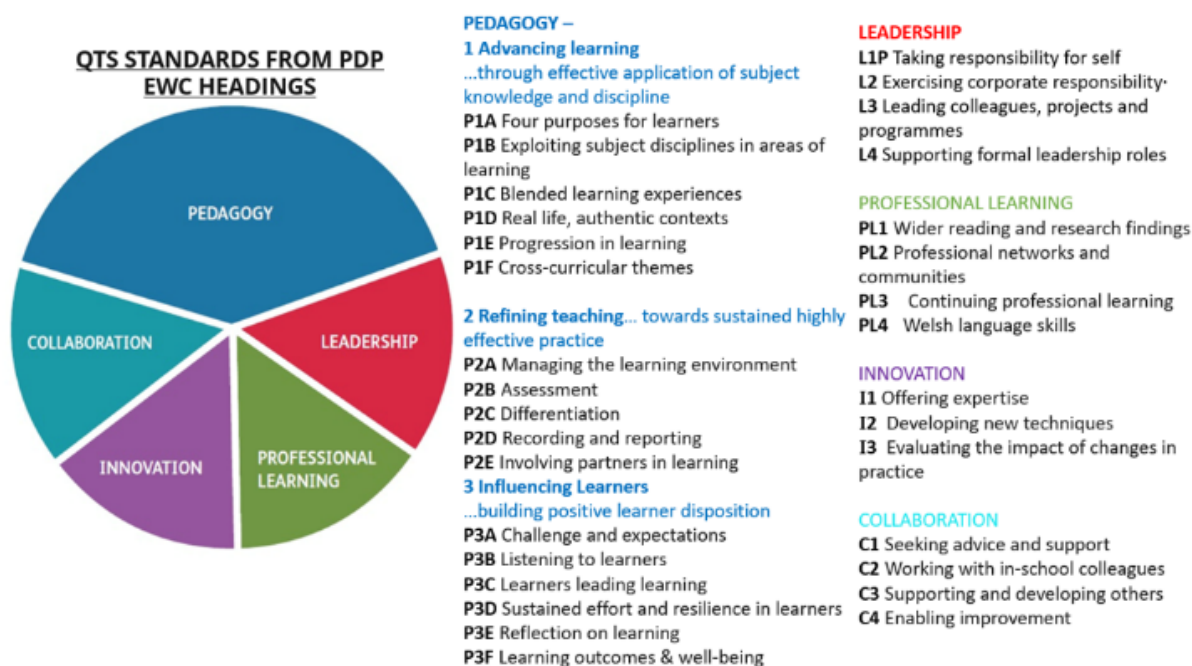 QTS STANDARDS FROM PDP
EWC HEADINGS
PEDAGOGY
COLLABORATION
LEADERSHIP
INNOVATION
PROFESSIONAL
LEARNING
PEDAGOGY –
1 Advancing learning
...through effective application of subject
knowledge and discipline
P1A Four purposes for learners
P1B Exploiting subject disciplines in areas of
learning
P1C Blended learning experiences
P1D Real life, authentic contexts
P1E Progression in learning
P1F Cross-curricular themes
2 Refining teaching... towards sustained highly
effective practice
P2A Managing the learning environment
P2B Assessment
P2C Differentiation
P2D Recording and reporting
P2E Involving partners in learning
3 Influencing Learners
...building positive learner disposition
P3A Challenge and expectations
P3B Listening to learners
P3C Learners leading learning
P3D Sustained effort and resilience in learners
P3E Reflection on learning
P3F Learning outcomes & well-being
LEADERSHIP
L1P Taking responsibility for self
L2 Exercising corporate responsibility·
L3 Leading colleagues, projects and
programmes
L4 Supporting formal leadership roles
PROFESSIONAL LEARNING
PL1 Wider reading and research findings
PL2 Professional networks and
communities
PL3 Continuing professional learning
PL4 Welsh language skills
INNOVATION
I1 Offering expertise
I2 Developing new techniques
I3 Evaluating the impact of changes in
practice
COLLABORATION
C1 Seeking advice and support
C2 Working with in-school colleagues
C3 Supporting and developing others
C4 Enabling improvement